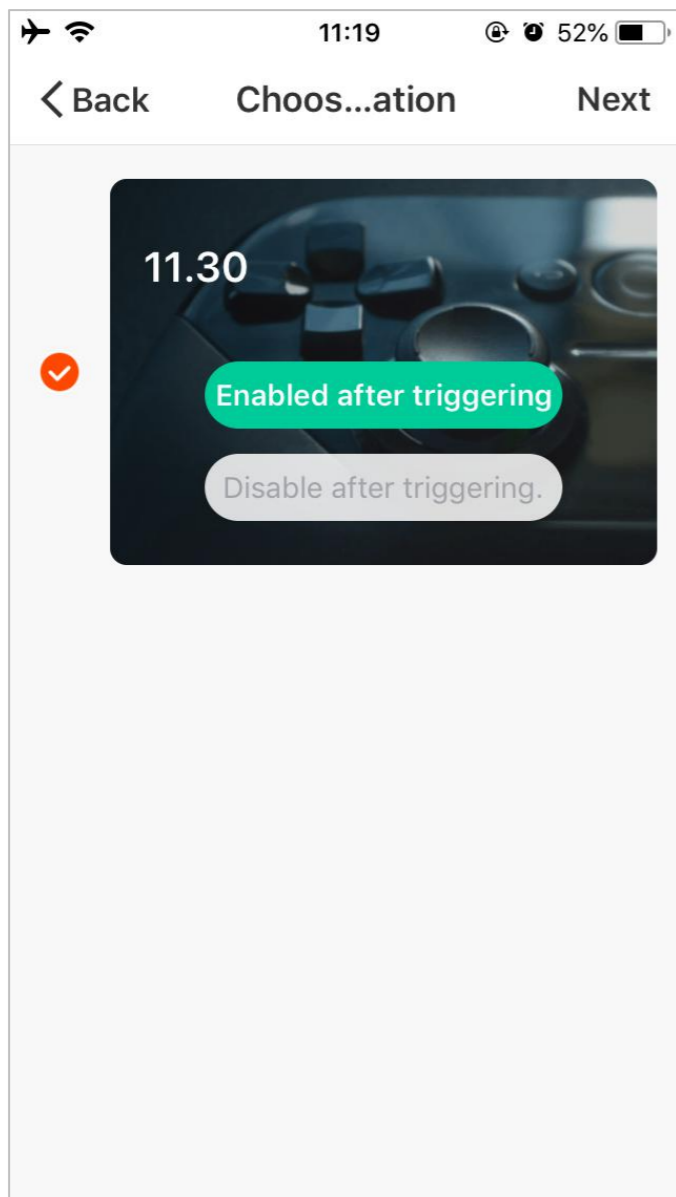 11:19 52%
Back Choos...ation Next
11.30
Enabled after triggering
Disable after triggering.